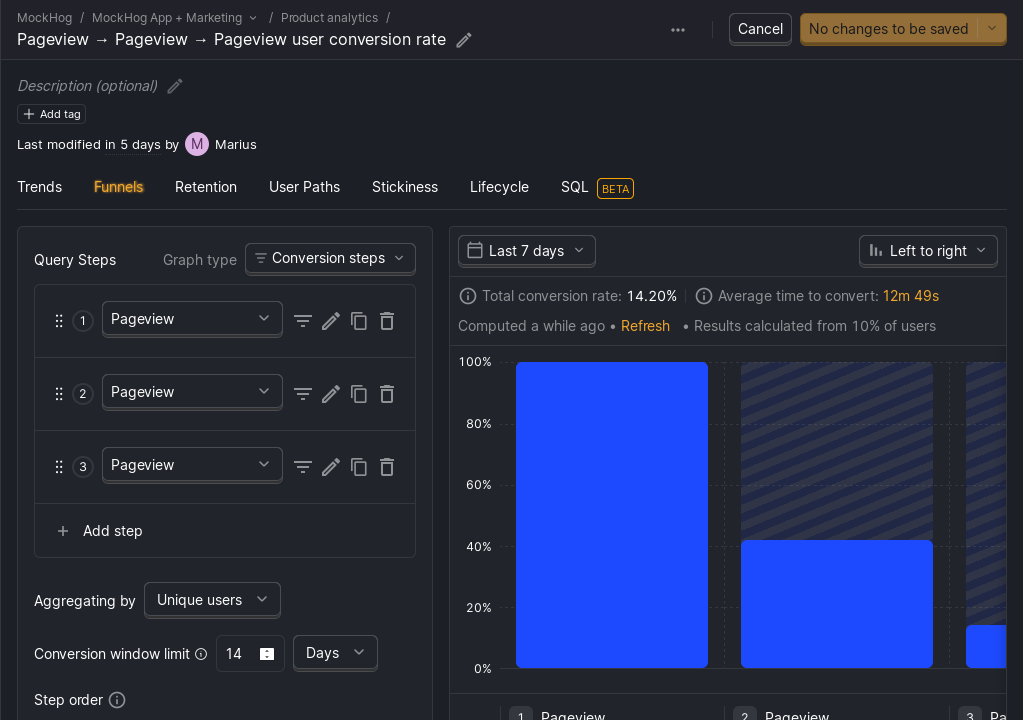 MockHog / MockHog App + Marketing / Product analytics /
Pageview → Pageview → Pageview user conversion rate
Cancel
No changes to be saved
Description (optional)
Add tag
Last modified in 5 days by M Marius
Trends Funnels Retention User Paths Stickiness Lifecycle SQL BETA
Query Steps Graph type Conversion steps
1 Pageview
2 Pageview
3 Pageview
+ Add step
Aggregating by Unique users
Conversion window limit 14 Days
Step order
Last 7 days
Left to right
Total conversion rate: 14.20% Average time to convert: 12m 49s
Computed a while ago • Refresh • Results calculated from 10% of users
100%
80%
60%
40%
20%
0%
1 Pageview 2 Pageview 3 Pa